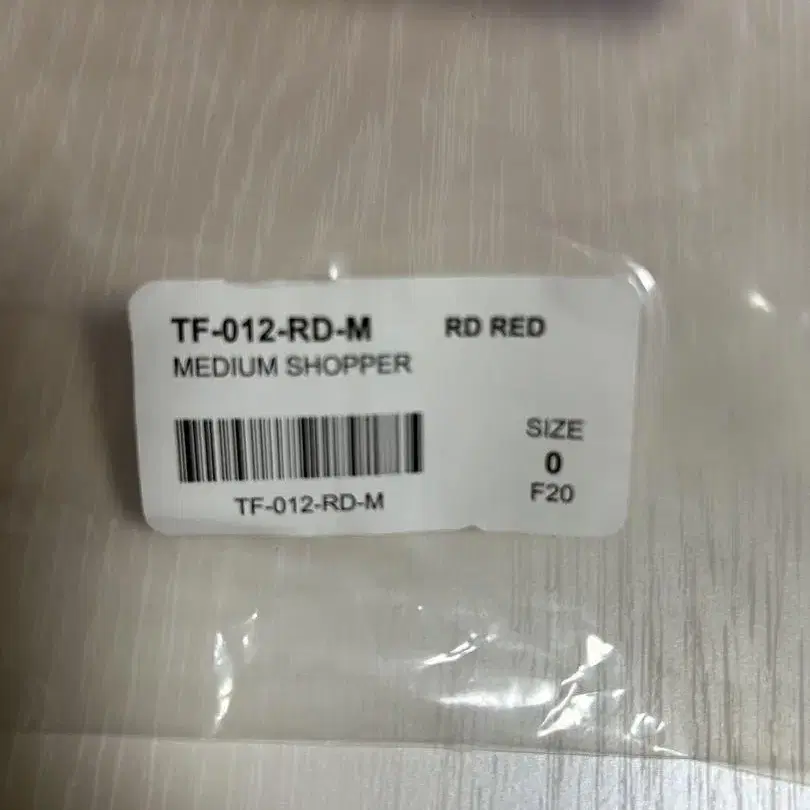 TF-012-RD-M RD RED
MEDIUM SHOPPER
SIZE
0
F20
TF-012-RD-M